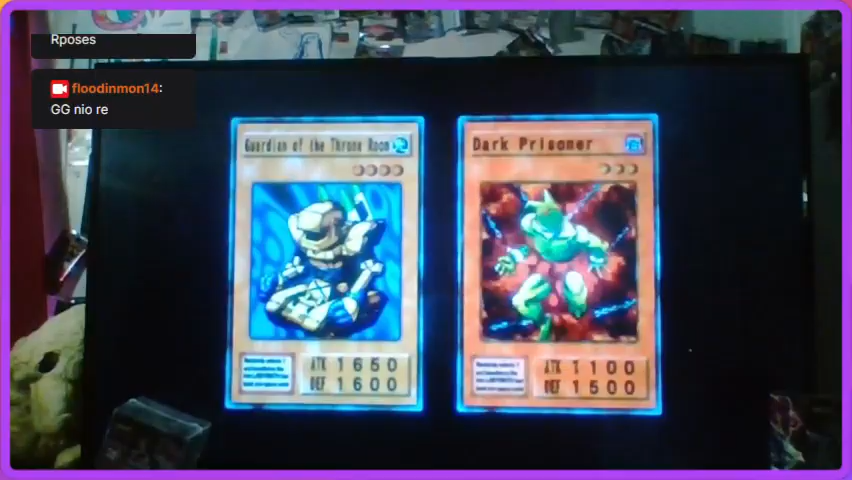 Rposes
floodinmon14:
GG nio re
Guardian of the Throne Room
Dark Prisoner
ATK 1650
DEF 1600
ATK 1100
DEF 1500